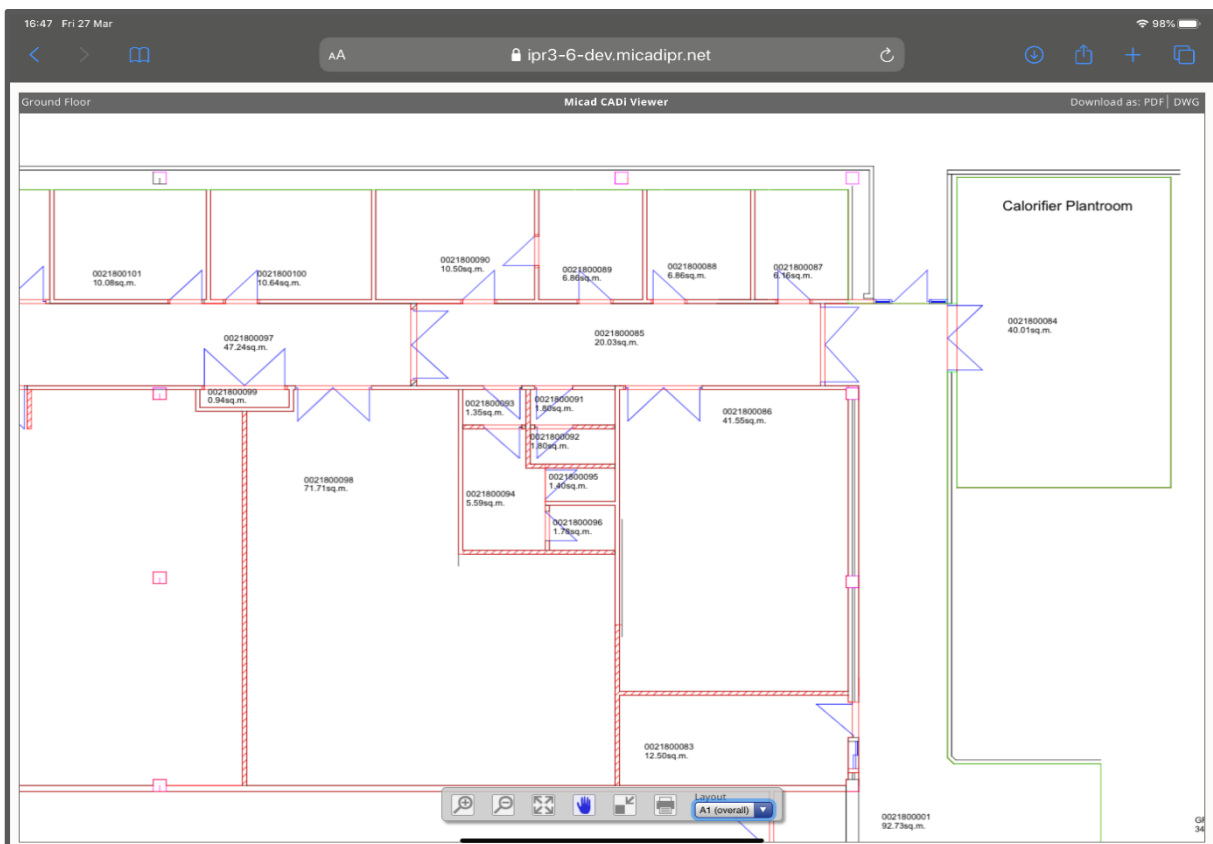 16:47 Fri 27 Mar
98%
AA
ipr3-6-dev.micadipr.net
Ground Floor
Micad CADi Viewer
Download as: PDF| DWG
Calorifier Plantroom
0021800101
10.08sq.m.
0021800100
10.64sq.m.
0021800090
10.50sq.m.
0021800089
6.86sq.m.
0021800088
6.86sq.m.
0021800087
6.16sq.m.
0021800084
40.01sq.m.
0021800097
47.24sq.m.
0021800085
20.03sq.m.
0021800099
0.94sq.m.
0021800093
1.35sq.m.
0021800091
1.80sq.m.
0021800086
41.55sq.m.
0021800092
1.80sq.m.
0021800098
71.71sq.m.
0021800094
5.59sq.m.
0021800095
1.40sq.m.
0021800096
1.78sq.m.
0021800083
12.50sq.m.
Layout
A1 (overall)
0021800001
92.73sq.m.
34